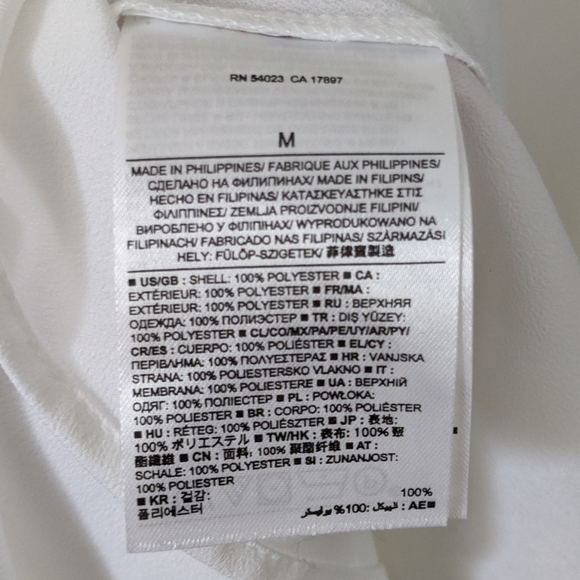 RN 54023 CA 17897
M
MADE IN PHILIPPINES/ FABRIQUE AUX PHILIPPINES/
СДЕЛАНО НА ФИЛИПИНАХ/ MADE IN FILIPINS/
HECHO EN FILIPINAS/ ΚΑΤΑΣΚΕΥΑΣΤΗΚΕ ΣΤΙΣ
ΦΙΛΙΠΠΙΝΕΣ/ ZEMLJA PROIZVODNJE FILIPINI/
ВИРОБЛЕНО У ФІЛІППІНАХ/ WYPRODUKOWANO NA
FILIPINACH/ FABRICADO NAS FILIPINAS/ SZÁRMAZÁSI
HELY: FÜLÖP-SZIGETEK/ 菲律賓製造
■ US/GB : SHELL: 100% POLYESTER ■ CA :
EXTÉRIEUR: 100% POLYESTER ■ FR/MA :
EXTÉRIEUR: 100% POLYESTER ■ RU : ВЕРХНЯЯ
ОДЕЖДА: 100% ПОЛИЭСТЕР ■ TR : DIŞ YÜZEY:
100% POLYESTER ■ CL/CO/MX/PA/PE/UY/AR/PY/
CR/ES : CUERPO: 100% POLIÉSTER ■ EL/CY :
ΠΕΡΙΒΛΗΜΑ: 100% ΠΟΛΥΕΣΤΕΡΑΣ ■ HR : VANJSKA
STRANA: 100% POLIESTERSKO VLAKNO ■ IT :
MEMBRANA: 100% POLIESTERE ■ UA : ВЕРХНІЙ
ОДЯГ: 100% ПОЛІЕСТЕР ■ PL : POWŁOKA:
100% POLIESTER ■ BR : CORPO: 100% POLIÉSTER
■ HU : RÉTEG: 100% POLIÉSZTER ■ JP : 表地:
100% ポリエステル ■ TW/HK : 表布: 100% 聚
酯纖維 ■ CN : 面料: 100% 聚酯纤维 ■ AT :
SCHALE: 100% POLYESTER ■ SI : ZUNANJOST:
100% POLIESTER
■ KR : 겉감: 100%
폴리에스터
■ AE : الهيكل: 100% بوليستر